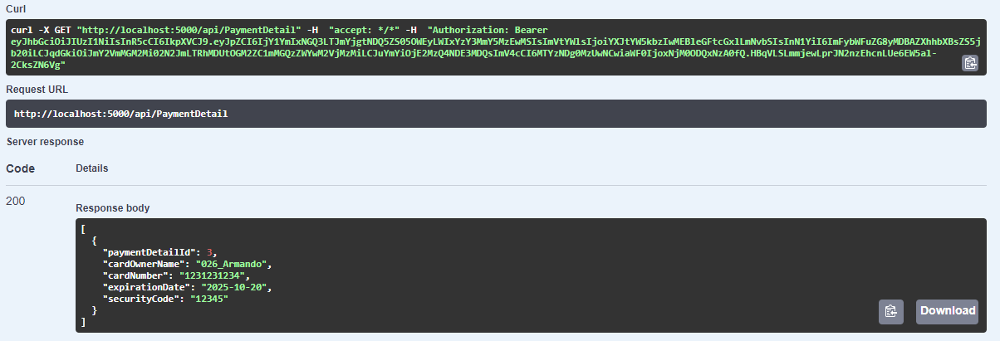 Curl
curl -X GET "http://localhost:5000/api/PaymentDetail" -H  "accept: */*" -H  "Authorization: Bearer
eyJhbGciOiJIUzI1NiIsInR5cCI6IkpXVCJ9.eyJpZCI6IjY1YmIxNGQ3LTJmYjgtNDQ5ZS05OWEyLWIxYzY3MmY5MzEwMSIsImVtYWlsIjoiYXJtYW5kbzIwMEBleGFtcGxlLmNvbSIsInN1YiI6ImFybWFuZG8yMDBAZXhhbXBsZS5j
b20iLCJqdGkiOiJmY2VmMGM2Mi02N2JmLTRhMDUtOGM2ZC1mMGQzZWYwM2VjMzMiLCJuYmYiOjE2MzQ4NDE3MDQsImV4cCI6MTYzNDg0MzUwNCwiaWF0IjoxNjM0ODQxNzA0fQ.HBqVLSLmmjewLprJN2nzEhcnLUe6EW5al-
2CksZN6Vg"
Request URL
http://localhost:5000/api/PaymentDetail
Server response
Code Details
200
Response body
[
  {
    "paymentDetailId": 3,
    "cardOwnerName": "026_Armando",
    "cardNumber": "1231231234",
    "expirationDate": "2025-10-20",
    "securityCode": "12345"
  }
]
Download